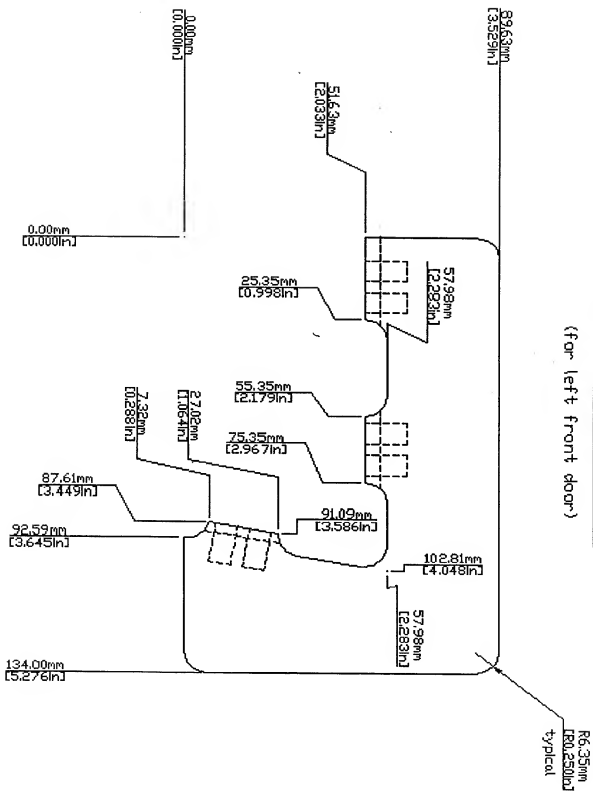 89.63mm
[3.529in]
0.00mm
[0.000in]
51.63mm
[2.033in]
0.00mm
[0.000in]
57.98mm
[2.283in]
25.35mm
[0.998in]
(for left front door)
55.35mm
[2.179in]
27.02mm
[1.064in]
7.32mm
[0.288in]
75.35mm
[2.967in]
87.61mm
[3.449in]
91.09mm
[3.586in]
92.59mm
[3.645in]
102.81mm
[4.048in]
57.98mm
[2.283in]
134.00mm
[5.276in]
R6.35mm
[R0.250in]
typical